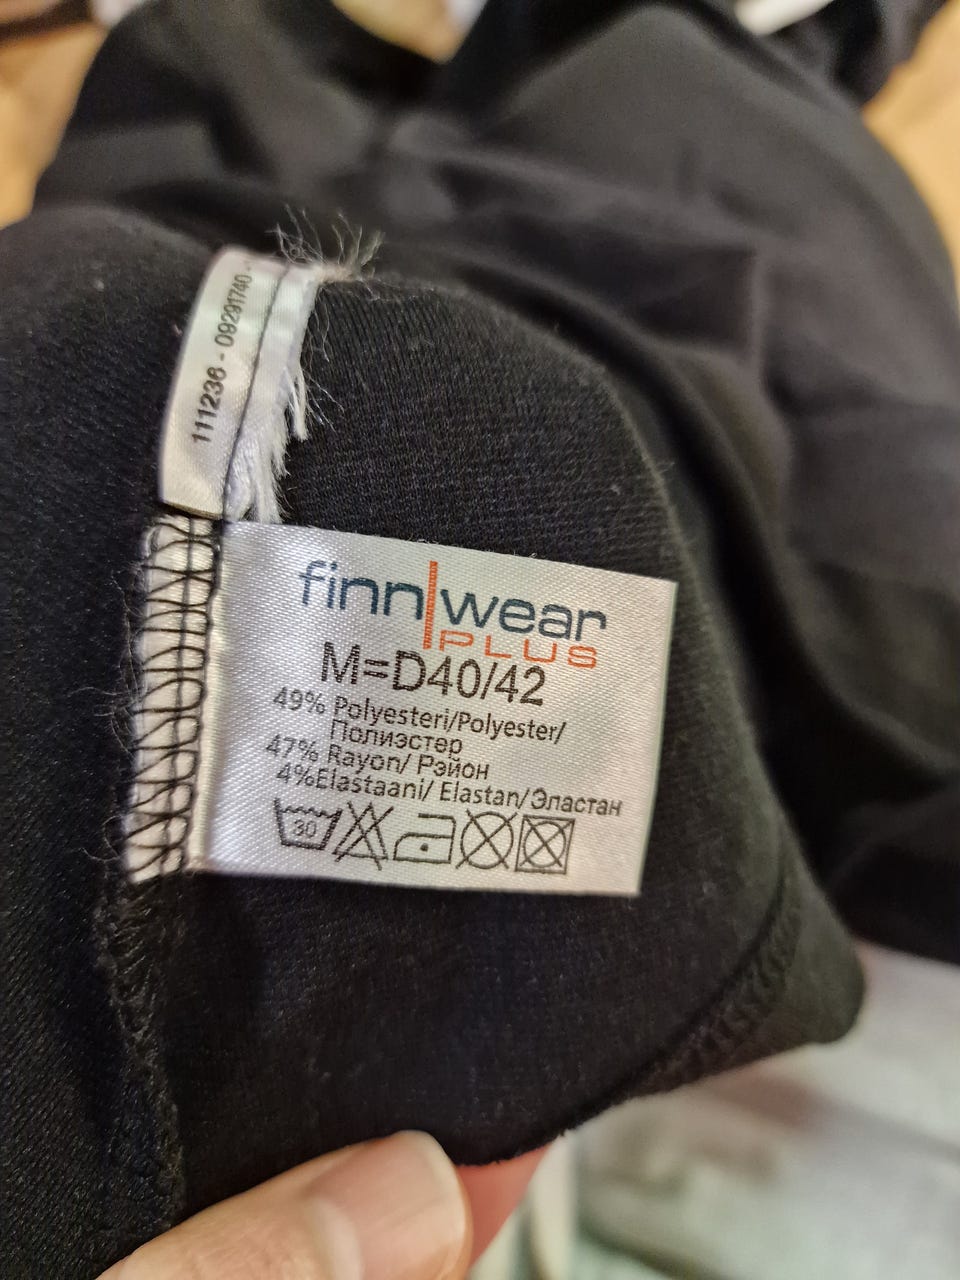 111236 - 09291740 -
finn|wear
PLUS
M=D40/42
49% Polyesteri/Polyester/
Полиэстер
47% Rayon/ Рэйон
4%Elastaani/ Elastan/Эластан
30